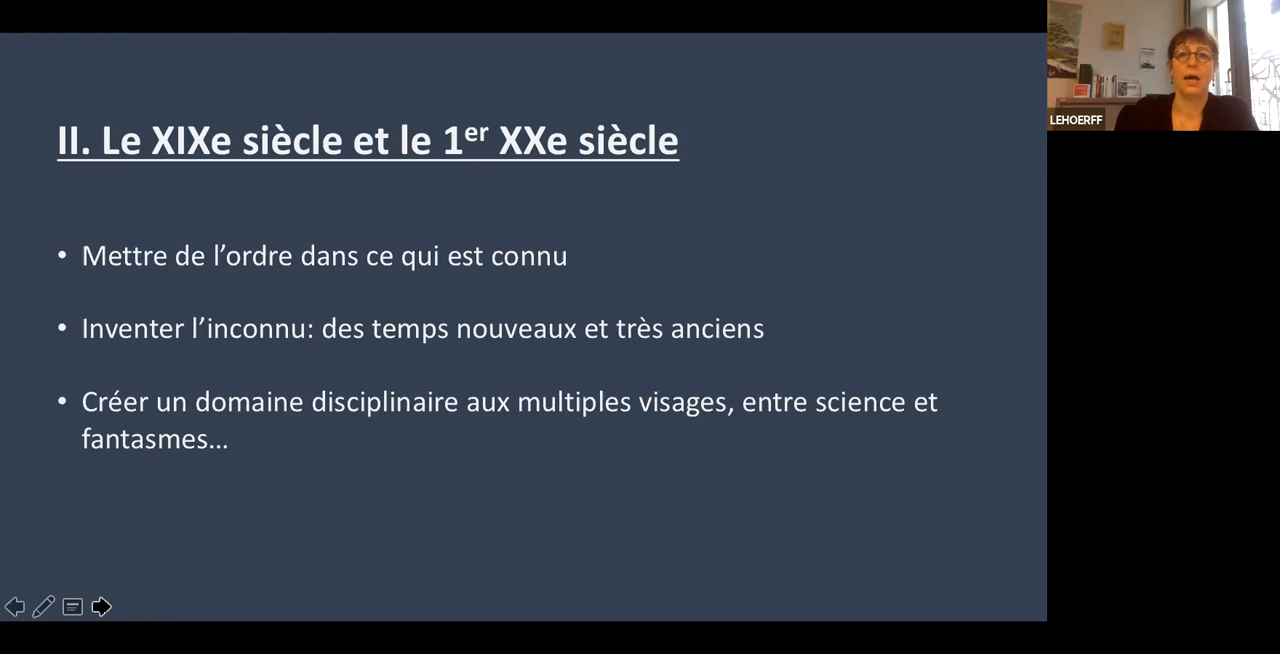 II. Le XIXe siècle et le 1er XXe siècle
• Mettre de l’ordre dans ce qui est connu
• Inventer l’inconnu: des temps nouveaux et très anciens
• Créer un domaine disciplinaire aux multiples visages, entre science et
fantasmes…
LEHOERFF